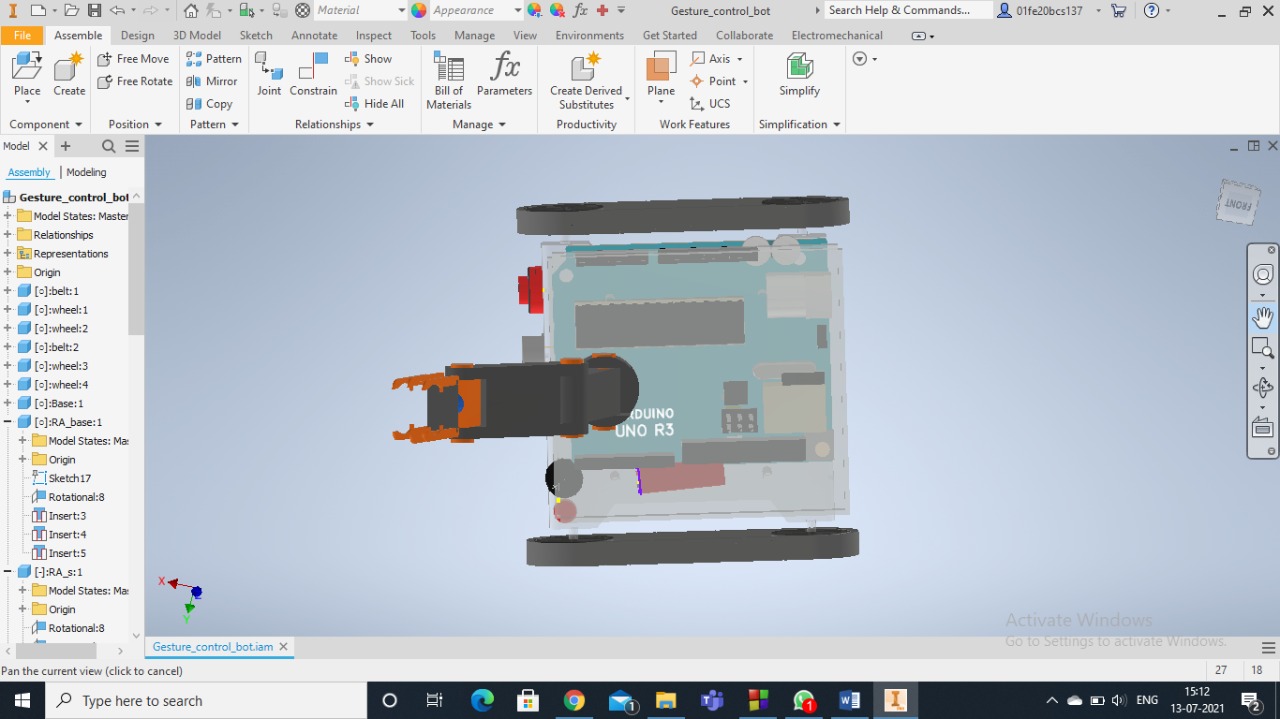 Material
Appearance
Gesture_control_bot
Search Help & Commands...
01fe20bcs137
File
Assemble
Design
3D Model
Sketch
Annotate
Inspect
Tools
Manage
View
Environments
Get Started
Collaborate
Electromechanical
Place
Create
Free Move
Free Rotate
Pattern
Mirror
Copy
Joint
Constrain
Show
Show Sick
Hide All
Bill of
Materials
fx
Parameters
Create Derived
Substitutes
Plane
Axis
Point
UCS
Simplify
Component
Position
Pattern
Relationships
Manage
Productivity
Work Features
Simplification
Model
Assembly
Modeling
Gesture_control_bot
Model States: Master
Relationships
Representations
Origin
[o]:belt:1
[o]:wheel:1
[o]:wheel:2
[o]:belt:2
[o]:wheel:3
[o]:wheel:4
[o]:Base:1
[o]:RA_base:1
Model States: Mas
Origin
Sketch17
Rotational:8
Insert:3
Insert:4
Insert:5
[-]:RA_s:1
Model States: Mas
Origin
Rotational:8
FRONT
RDUINO
UNO R3
X
Y
Activate Windows
Go to Settings to activate Windows.
Gesture_control_bot.iam
Pan the current view (click to cancel)
27
18
Type here to search
1
1
ENG
15:12
13-07-2021
2